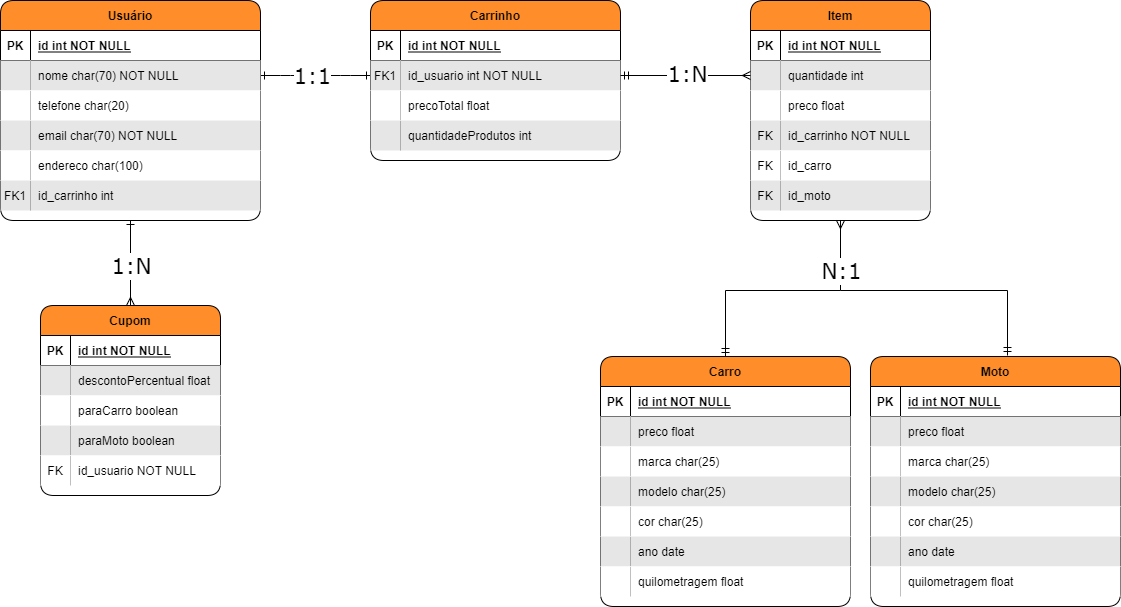 Usuário
PK id int NOT NULL
nome char(70) NOT NULL
telefone char(20)
email char(70) NOT NULL
endereco char(100)
FK1 id_carrinho int
1:1
Carrinho
PK id int NOT NULL
FK1 id_usuario int NOT NULL
precoTotal float
quantidadeProdutos int
1:N
Item
PK id int NOT NULL
quantidade int
preco float
FK id_carrinho NOT NULL
FK id_carro
FK id_moto
1:N
N:1
Cupom
PK id int NOT NULL
descontoPercentual float
paraCarro boolean
paraMoto boolean
FK id_usuario NOT NULL
Carro
PK id int NOT NULL
preco float
marca char(25)
modelo char(25)
cor char(25)
ano date
quilometragem float
Moto
PK id int NOT NULL
preco float
marca char(25)
modelo char(25)
cor char(25)
ano date
quilometragem float